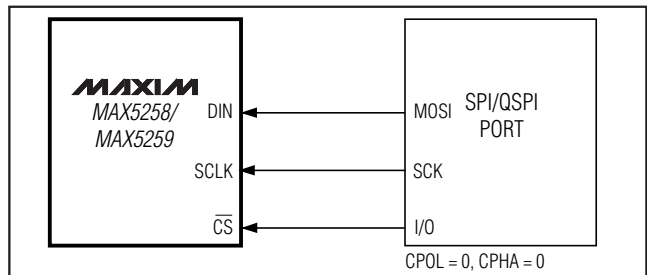 MAXIM
MAX5258/
MAX5259
DIN
SCLK
CS
MOSI
SCK
I/O
SPI/QSPI
PORT
CPOL = 0, CPHA = 0